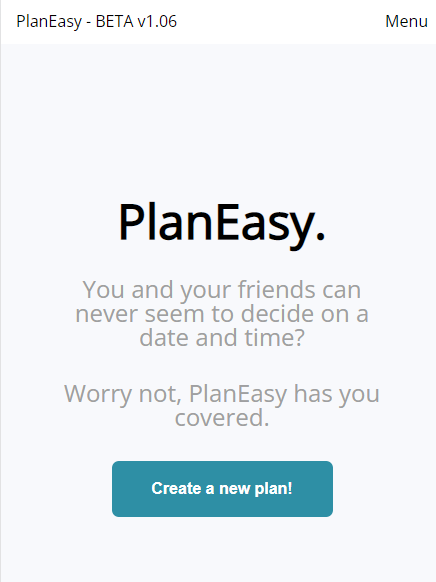 PlanEasy - BETA v1.06
Menu
PlanEasy.
You and your friends can
never seem to decide on a
date and time?
Worry not, PlanEasy has you
covered.
Create a new plan!